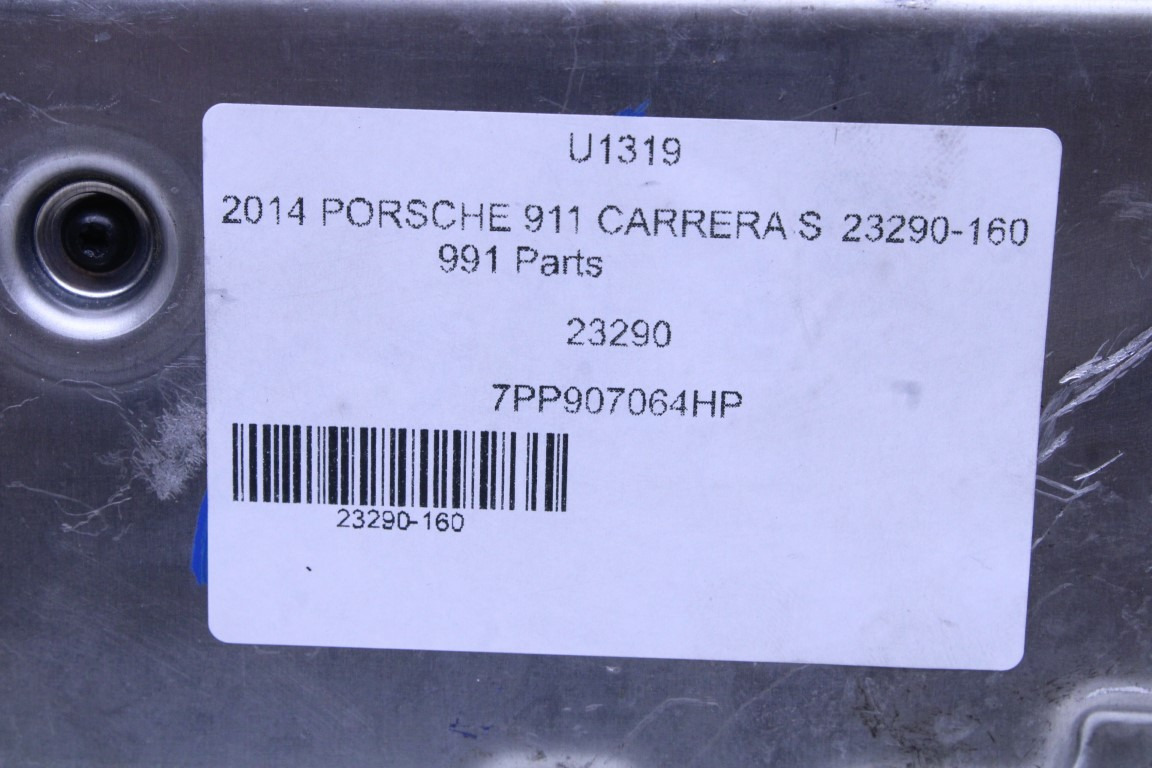 U1319
2014 PORSCHE 911 CARRERA S 23290-160
991 Parts
23290
7PP907064HP
23290-160